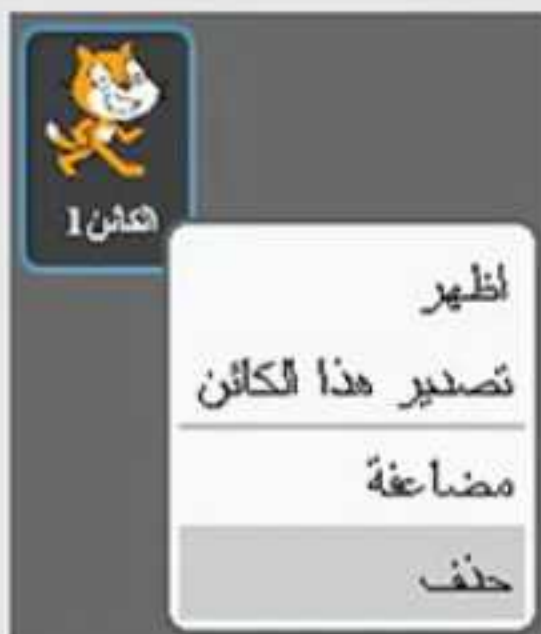 الكائن1
اظهر
تصدير هذا الكائن
مضاعفة
حذف